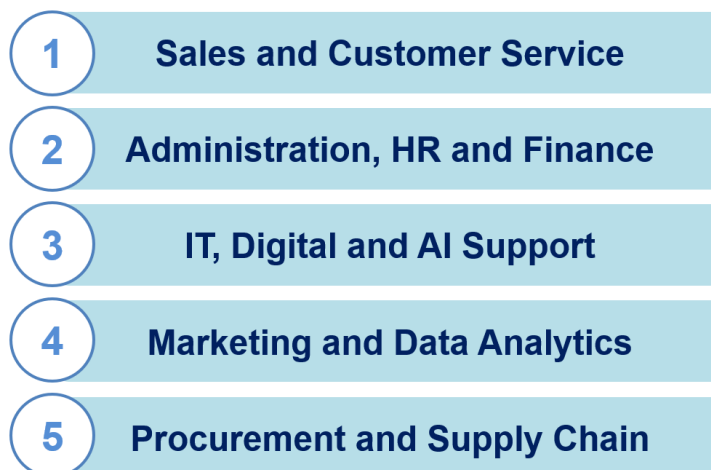 1 Sales and Customer Service
2 Administration, HR and Finance
3 IT, Digital and AI Support
4 Marketing and Data Analytics
5 Procurement and Supply Chain